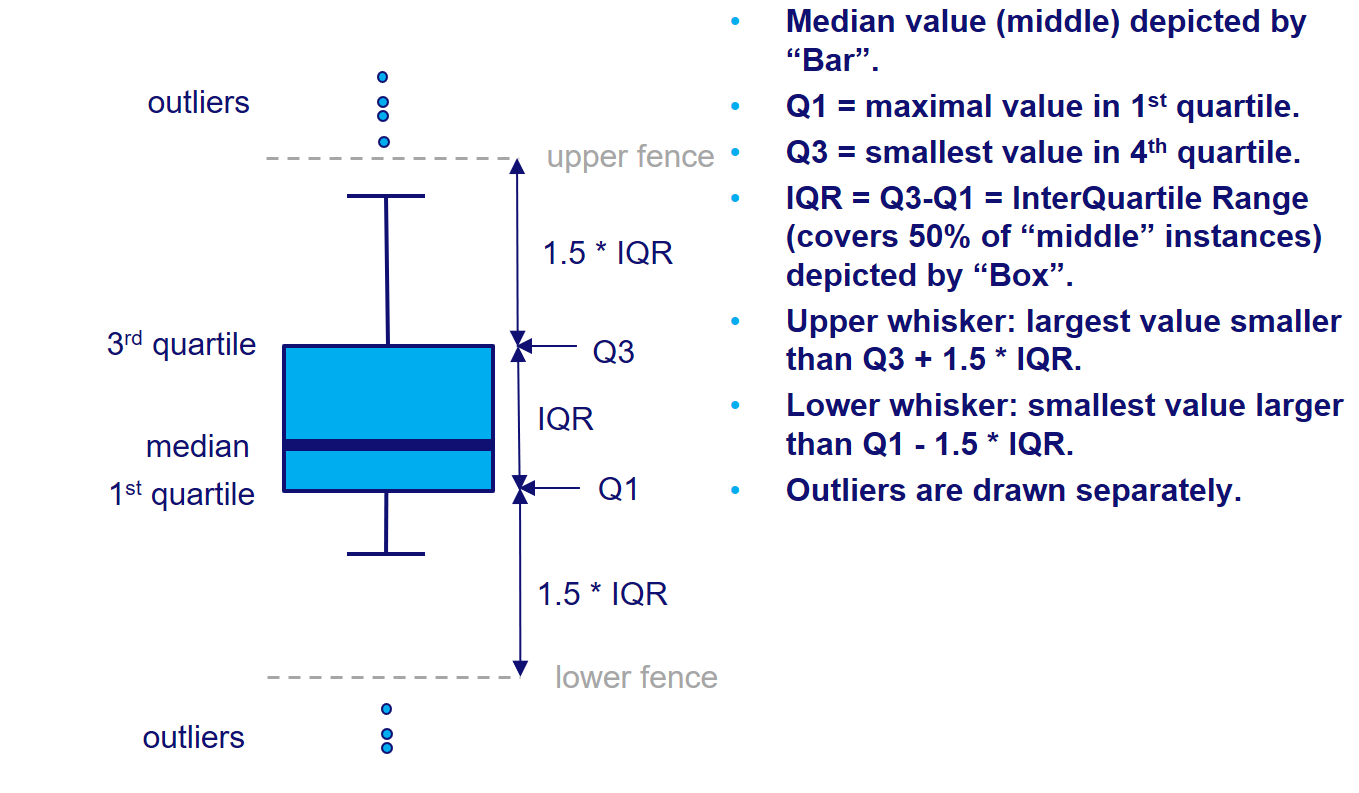 outliers
upper fence
1.5 * IQR
3rd quartile
Q3
IQR
median
1st quartile
Q1
1.5 * IQR
lower fence
outliers
• Median value (middle) depicted by
“Bar”.
• Q1 = maximal value in 1st quartile.
• Q3 = smallest value in 4th quartile.
• IQR = Q3-Q1 = InterQuartile Range
(covers 50% of “middle” instances)
depicted by “Box”.
• Upper whisker: largest value smaller
than Q3 + 1.5 * IQR.
• Lower whisker: smallest value larger
than Q1 - 1.5 * IQR.
• Outliers are drawn separately.